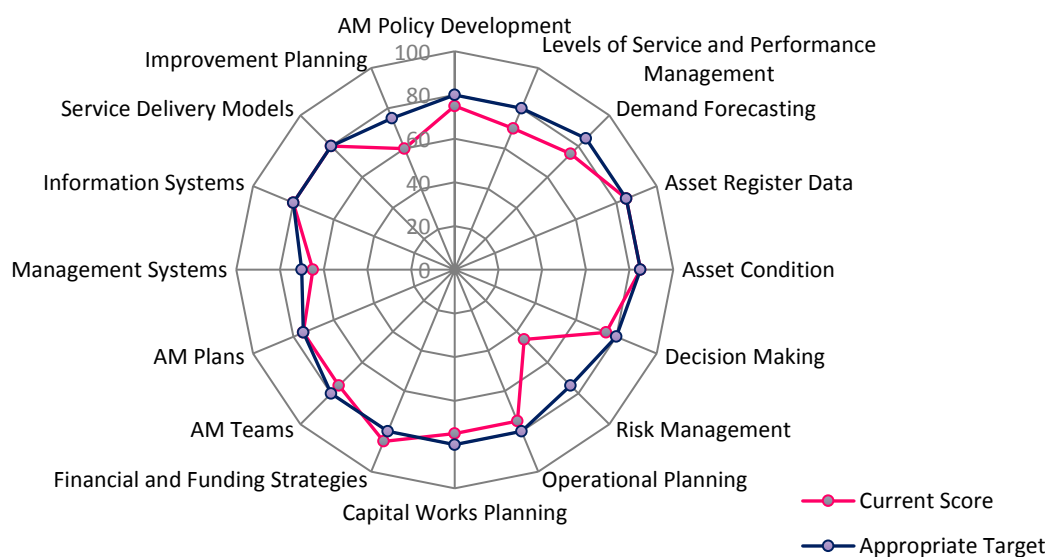 AM Policy Development
Levels of Service and Performance
Management
Demand Forecasting
Asset Register Data
Asset Condition
Decision Making
Risk Management
Operational Planning
Capital Works Planning
Financial and Funding Strategies
AM Teams
AM Plans
Management Systems
Information Systems
Service Delivery Models
Improvement Planning
100
80
60
40
20
0
Current Score
Appropriate Target